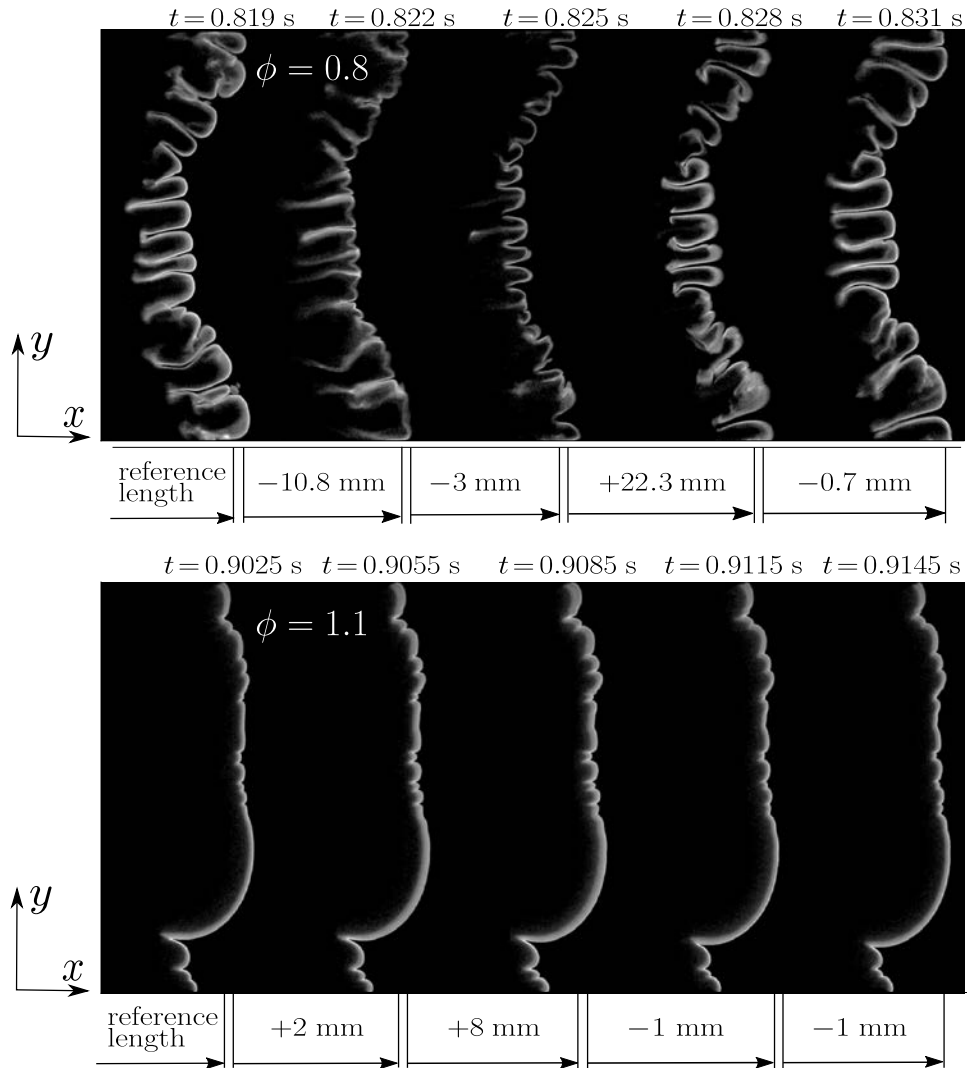 t = 0.819 s t = 0.822 s t = 0.825 s t = 0.828 s t = 0.831 s
ϕ = 0.8
y
x
reference
length
−10.8 mm −3 mm +22.3 mm −0.7 mm
t = 0.9025 s t = 0.9055 s t = 0.9085 s t = 0.9115 s t = 0.9145 s
ϕ = 1.1
y
x
reference
length
+2 mm +8 mm −1 mm −1 mm